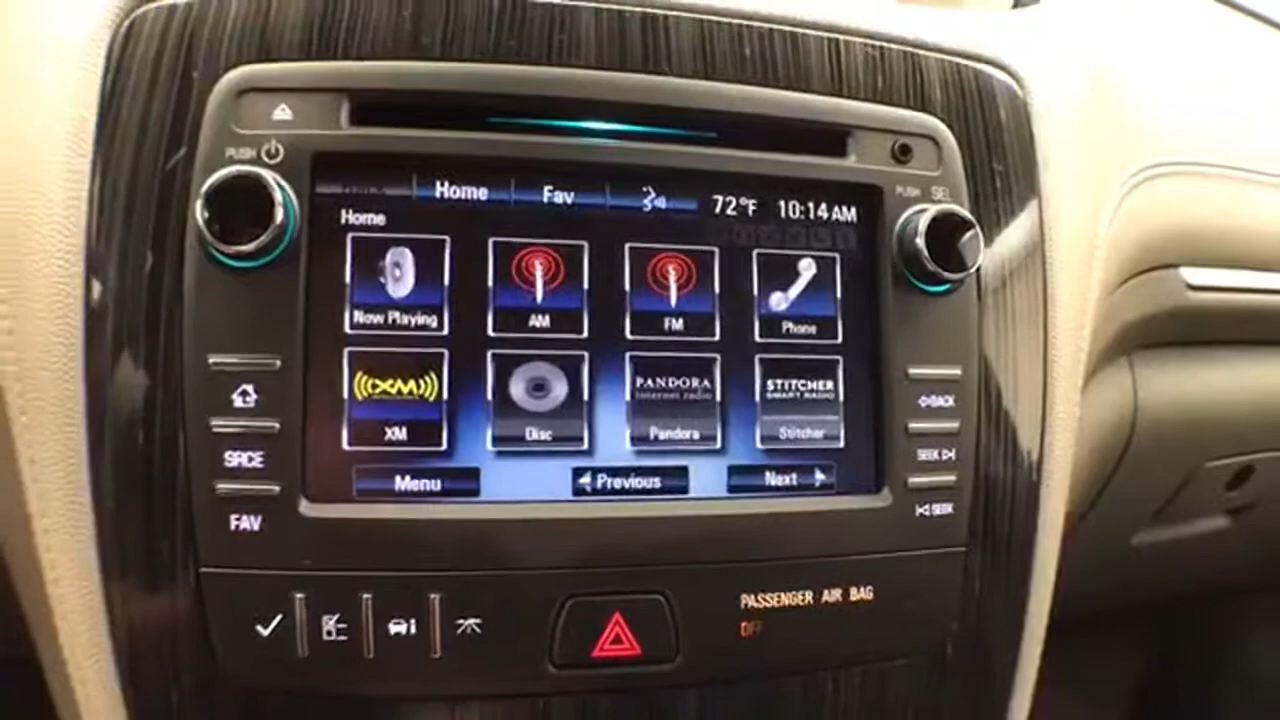 PUSH
PUSH SEL
BACK Home Fav 72°F 10:14 AM
Home
Now Playing AM FM Phone
((XM)) PANDORA internet radio STITCHER SMART RADIO
XM Disc Pandora Stitcher
Menu Previous Next
SRCE
FAV
BACK
SEEK
SEEK
PASSENGER AIR BAG
OFF